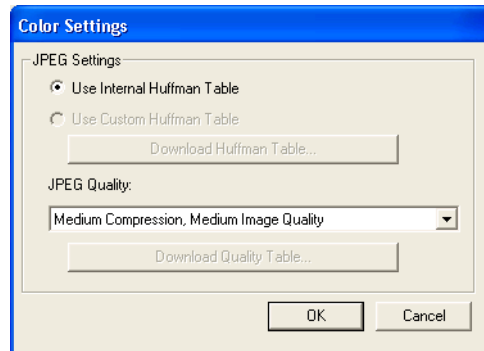 Color Settings
JPEG Settings
Use Internal Huffman Table
Use Custom Huffman Table
Download Huffman Table...
JPEG Quality:
Medium Compression, Medium Image Quality
Download Quality Table...
OK Cancel